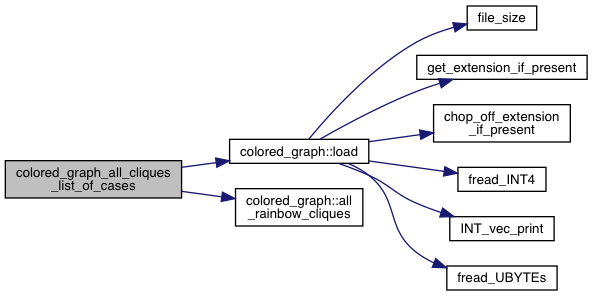 colored_graph_all_cliques
_list_of_cases
colored_graph::load
colored_graph::all
_rainbow_cliques
file_size
get_extension_if_present
chop_off_extension
_if_present
fread_INT4
INT_vec_print
fread_UBYTEs